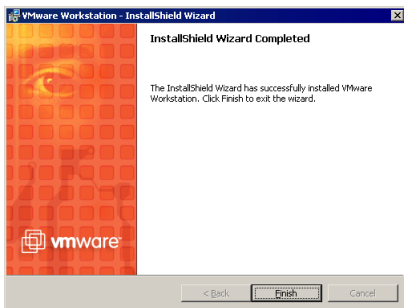 VMware Workstation - InstallShield Wizard
InstallShield Wizard Completed
The InstallShield Wizard has successfully installed VMware
Workstation. Click Finish to exit the wizard.
vmware
< Back
Finish
Cancel